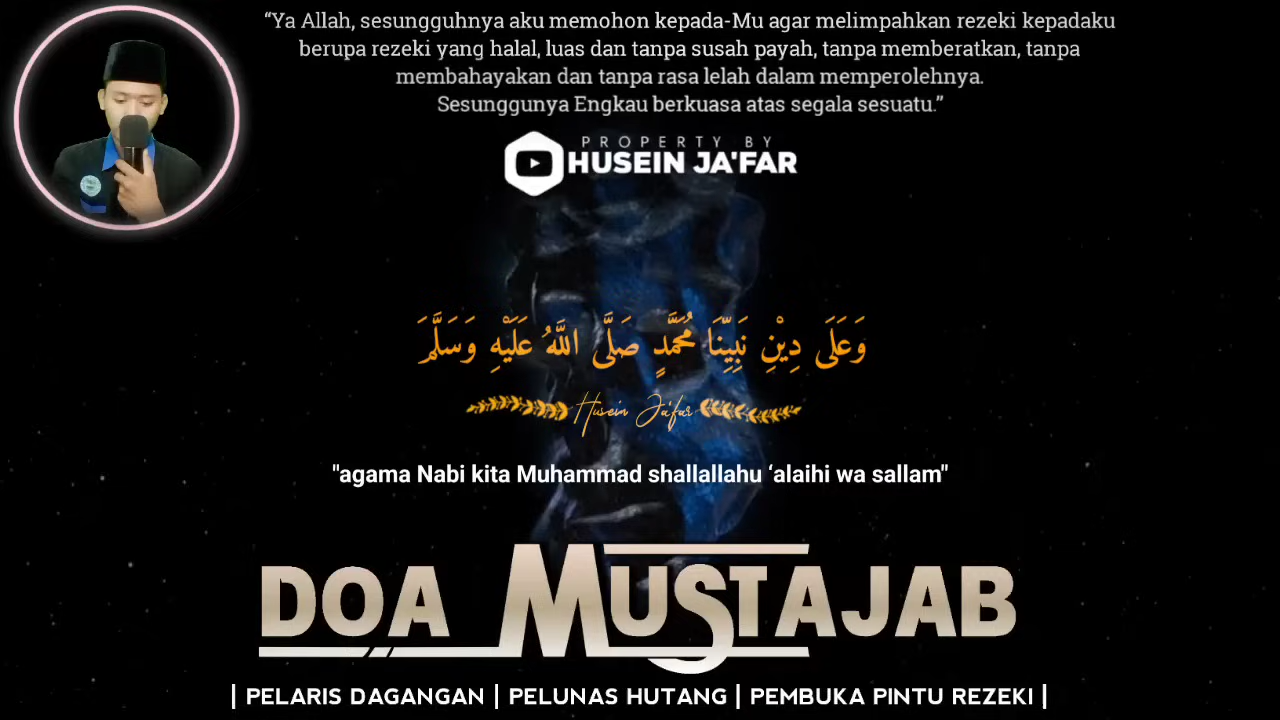 “Ya Allah, sesungguhnya aku memohon kepada-Mu agar melimpahkan rezeki kepadaku
berupa rezeki yang halal, luas dan tanpa susah payah, tanpa memberatkan, tanpa
membahayakan dan tanpa rasa lelah dalam memperolehnya.
Sesunggunya Engkau berkuasa atas segala sesuatu.”
PROPERTY BY
HUSEIN JA'FAR
وَعَلَى دِيْنِ نَبِيِّنَا مُحَمَّدٍ صَلَّى اللَّهُ عَلَيْهِ وَسَلَّمَ
Husein Ja'far
"agama Nabi kita Muhammad shallallahu ‘alaihi wa sallam"
DOA MUSTAJAB
| PELARIS DAGANGAN | PELUNAS HUTANG | PEMBUKA PINTU REZEKI |